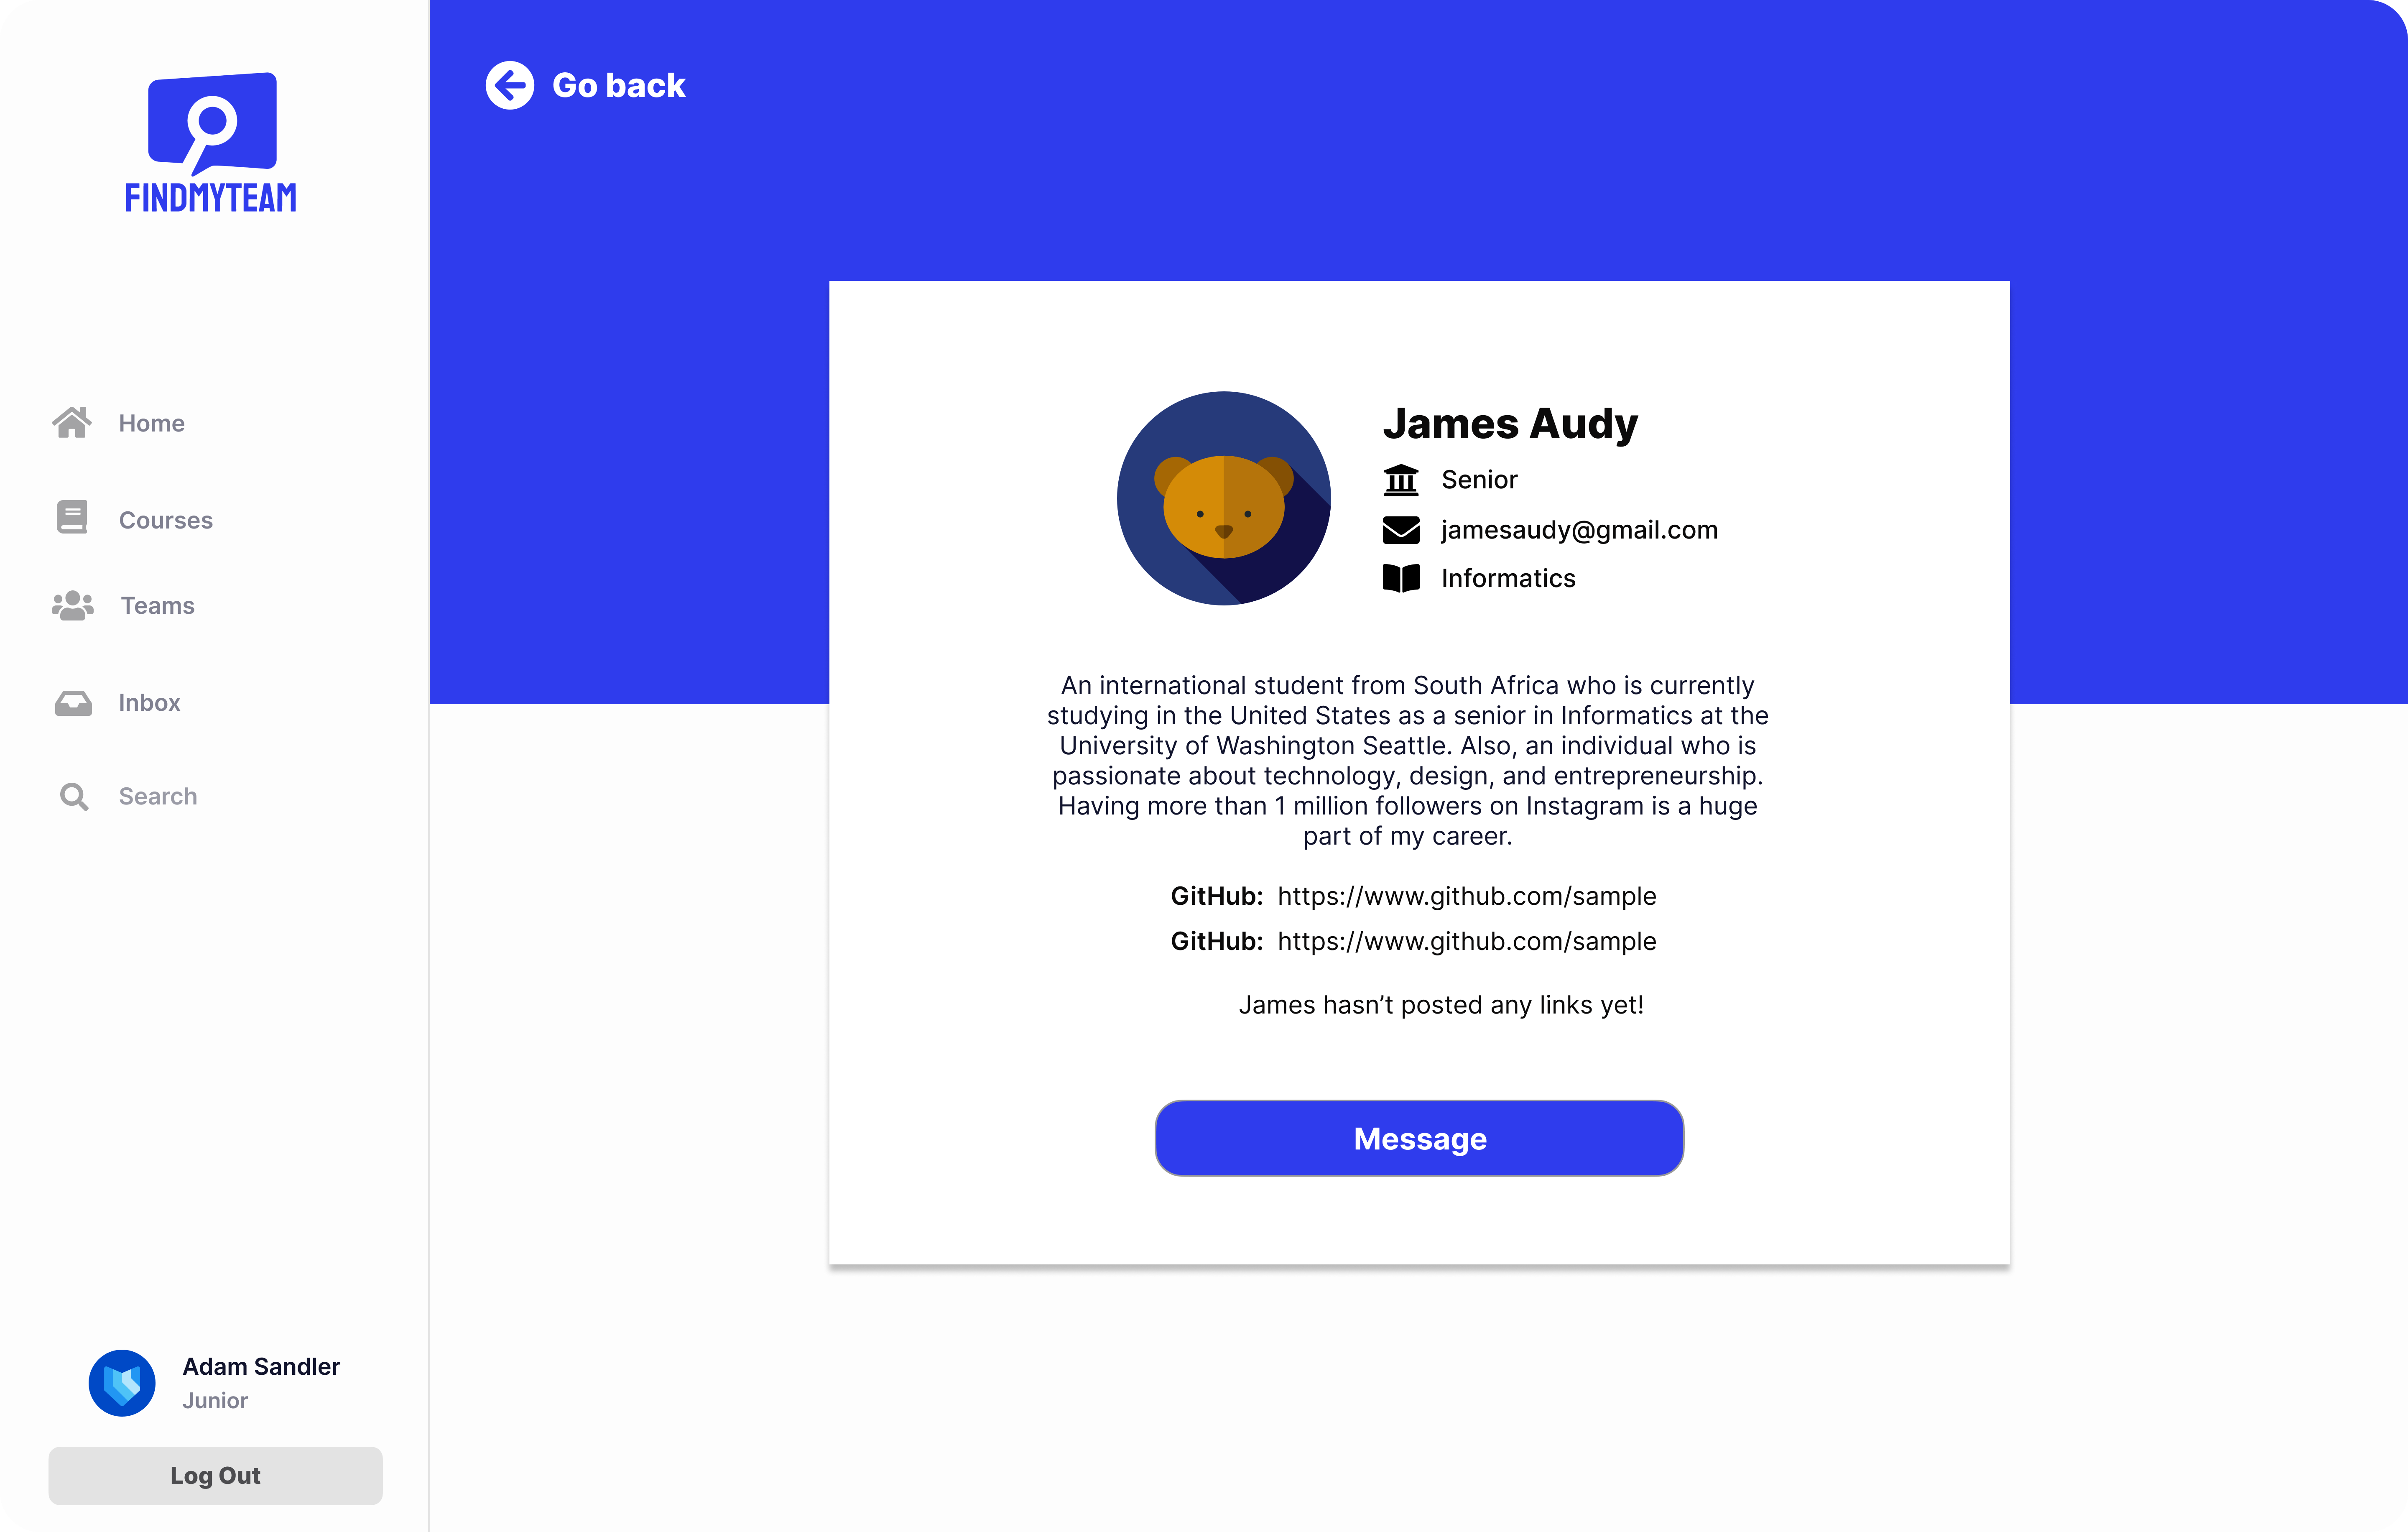 FINDMYTEAM
Home
Courses
Teams
Inbox
Search
Adam Sandler
Junior
Log Out
Go back
James Audy
Senior
jamesaudy@gmail.com
Informatics
An international student from South Africa who is currently
studying in the United States as a senior in Informatics at the
University of Washington Seattle. Also, an individual who is
passionate about technology, design, and entrepreneurship.
Having more than 1 million followers on Instagram is a huge
part of my career.
GitHub: https://www.github.com/sample
GitHub: https://www.github.com/sample
James hasn’t posted any links yet!
Message